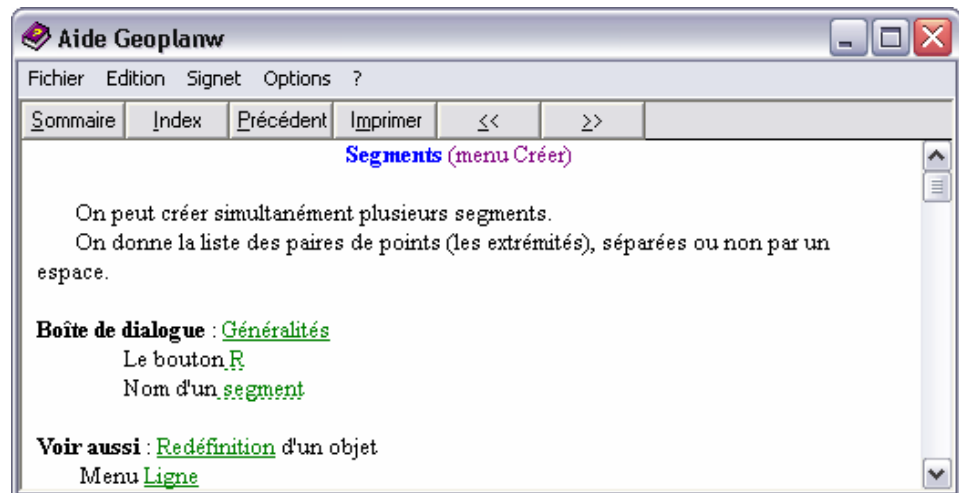 Aide Geoplanw
Fichier Edition Signet Options ?
Sommaire Index Précédent Imprimer << >>
Segments (menu Créer)
On peut créer simultanément plusieurs segments.
On donne la liste des paires de points (les extrémités), séparées ou non par un
espace.
Boîte de dialogue : Généralités
Le bouton R
Nom d'un segment
Voir aussi : Redéfinition d'un objet
Menu Ligne